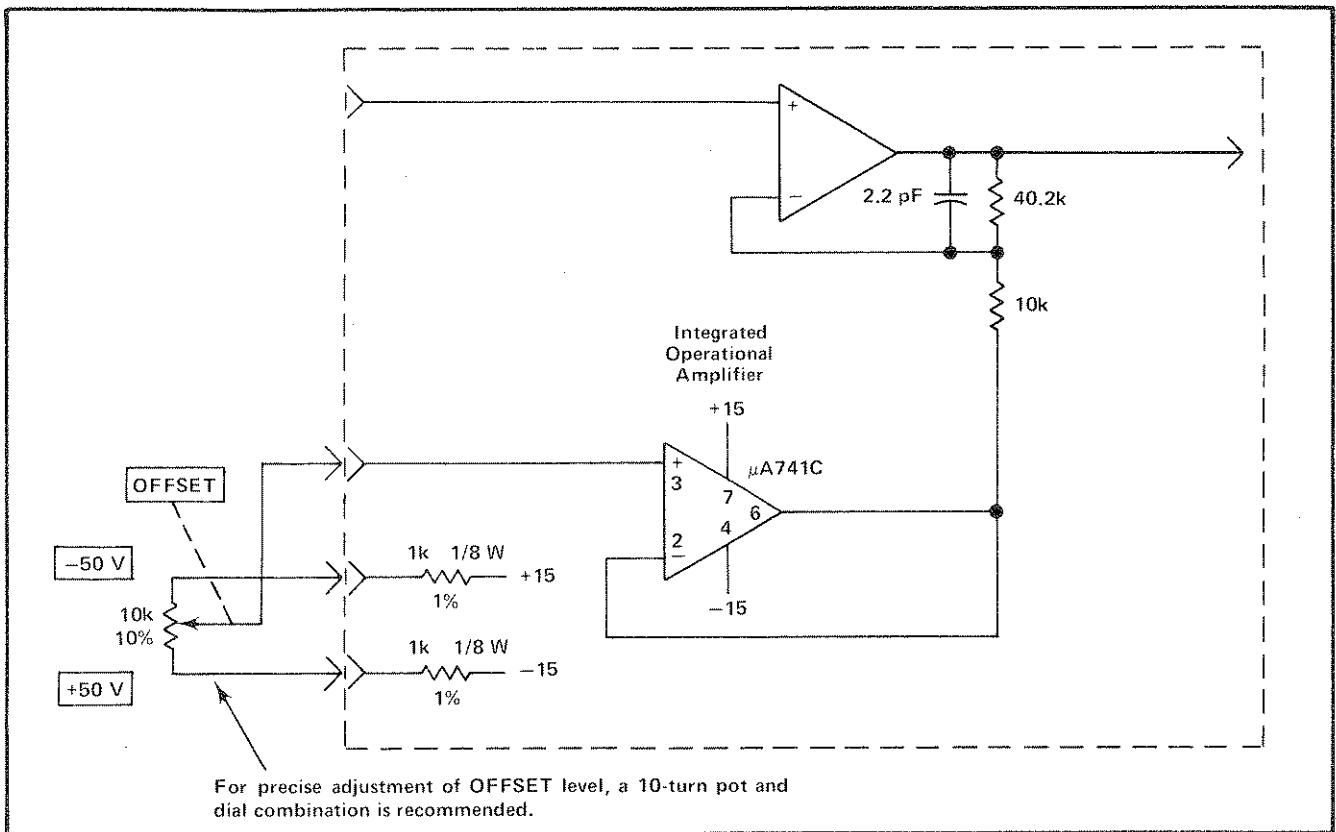 +
−
2.2 pF
40.2k
10k
Integrated
Operational
Amplifier
+15
μA741C
+
3
7
6
2
−
4
−15
OFFSET
−50 V
10k
10%
+50 V
1k 1/8 W
+15
1%
1k 1/8 W
−15
1%
For precise adjustment of OFFSET level, a 10-turn pot and
dial combination is recommended.